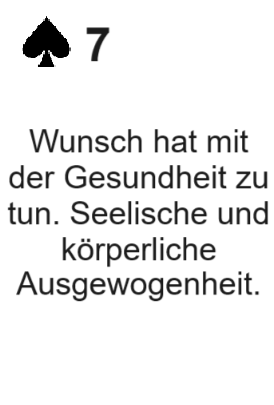 ♠ 7
Wunsch hat mit
der Gesundheit zu
tun. Seelische und
körperliche
Ausgewogenheit.